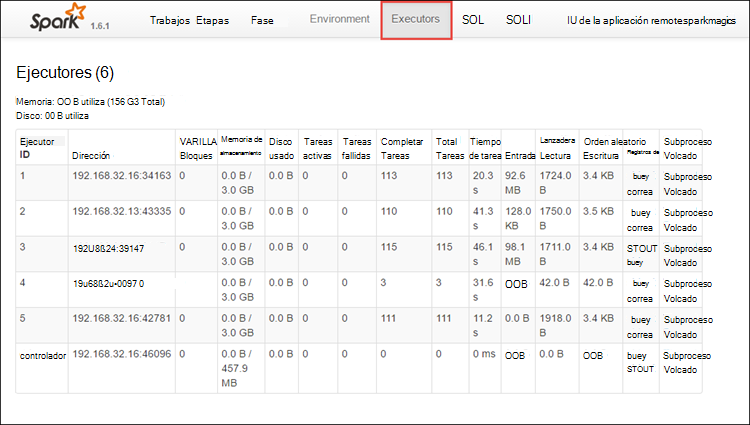 Spark 1.6.1 Trabajos Etapas Fase Environment Executors SOL SOLI IU de la aplicación remotesparkmagics
Ejecutores (6)
Memoria: OO B utiliza (156 G3 Total)
Disco: 00 B utiliza
Ejecutor ID Dirección VARILLA Bloques Memoria de almacenamiento Disco usado Tareas activas Tareas fallidas Completar Tareas Total Tareas Tiempo de tarea Entrada Lanzadera Lectura Orden aleatorio Escritura Registros de Subproceso Volcado
1 192.168.32.16:34163 0 0.0 B / 3.0 GB 0.0 B 0 0 113 113 20.3 s 92.6 MB 1724.0 B 3.4 KB buey correa Subproceso Volcado
2 192.168.32.13:43335 0 0.0 B / 3.0 GB 0.0 B 0 0 110 110 41.3 s 128.0 KB 1750.0 B 3.5 KB buey correa Subproceso Volcado
3 192U8ß24:39147 0 0.0 B / 3.0 GB 0.0 B 0 0 115 115 46.1 s 98.1 MB 1711.0 B 3.4 KB STOUT buey Subproceso Volcado
4 19u68ß2u•0097 0 0 0.0 B / 3.0 GB 0.0 B 0 0 3 3 31.6 s OOB 42.0 B 42.0 B buey correa Subproceso Volcado
5 192.168.32.16:42781 0 0.0 B / 3.0 GB 0.0 B 0 0 111 111 11.2 s 0.0 B 1918.0 B 3.4 KB buey correa Subproceso Volcado
controlador 192.168.32.16:46096 0 0.0 B / 457.9 MB 0.0 B 0 0 0 0 0 ms OOB 0.0 B OOB buey STOUT Subproceso Volcado